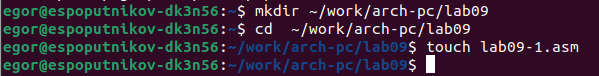 egor@espoputnikov-dk3n56:~$ mkdir ~/work/arch-pc/lab09
egor@espoputnikov-dk3n56:~$ cd  ~/work/arch-pc/lab09
egor@espoputnikov-dk3n56:~/work/arch-pc/lab09$ touch lab09-1.asm
egor@espoputnikov-dk3n56:~/work/arch-pc/lab09$